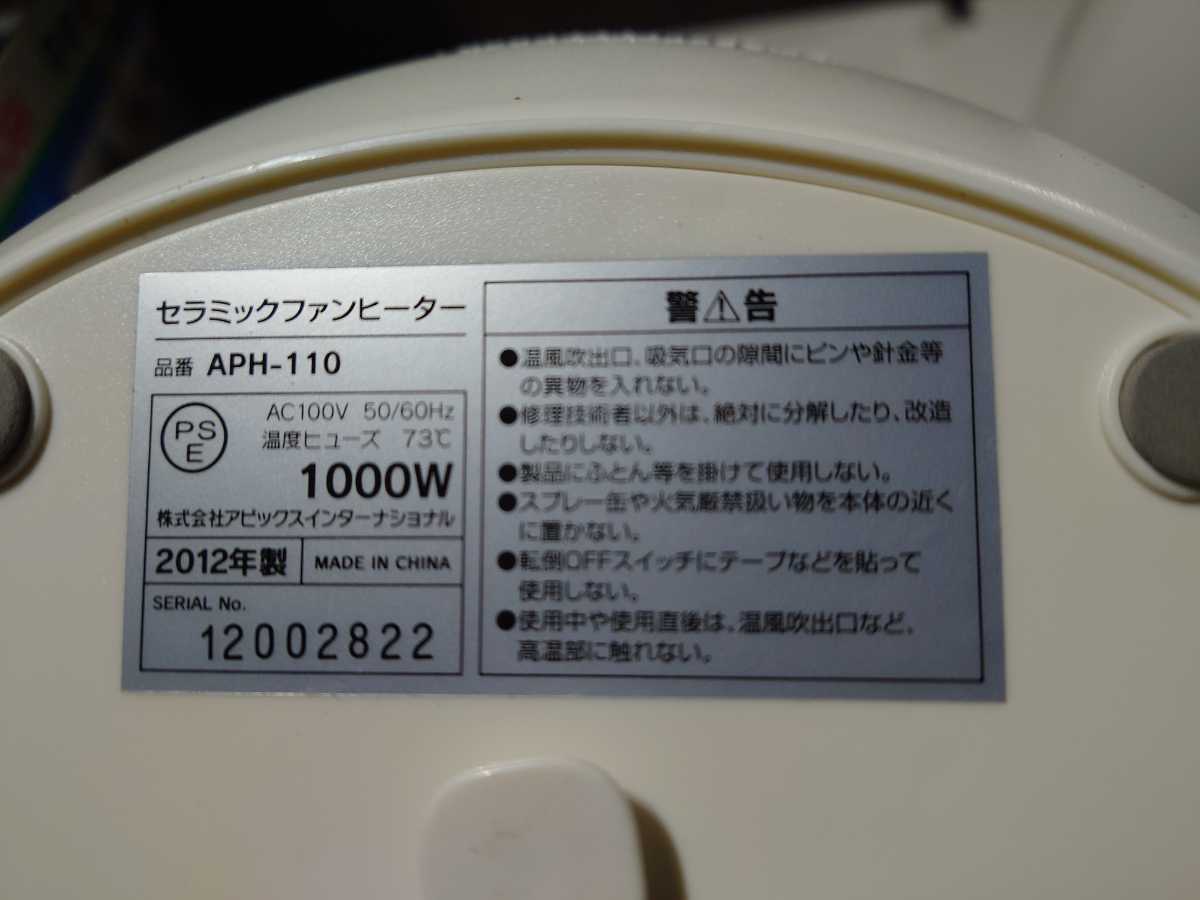 セラミックファンヒーター
品番 APH-110
PS
E
AC100V 50/60Hz
温度ヒューズ 73℃
1000W
株式会社アピックスインターナショナル
2012年製
MADE IN CHINA
SERIAL No.
12002822
警⚠告
●温風吹出口、吸気口の隙間にピンや針金等
の異物を入れない。
●修理技術者以外は、絶対に分解したり、改造
したりしない。
●製品にふとん等を掛けて使用しない。
●スプレー缶や火気厳禁扱い物を本体の近く
に置かない。
●転倒OFFスイッチにテープなどを貼って
使用しない。
●使用中や使用直後は、温風吹出口など、
高温部に触れない。